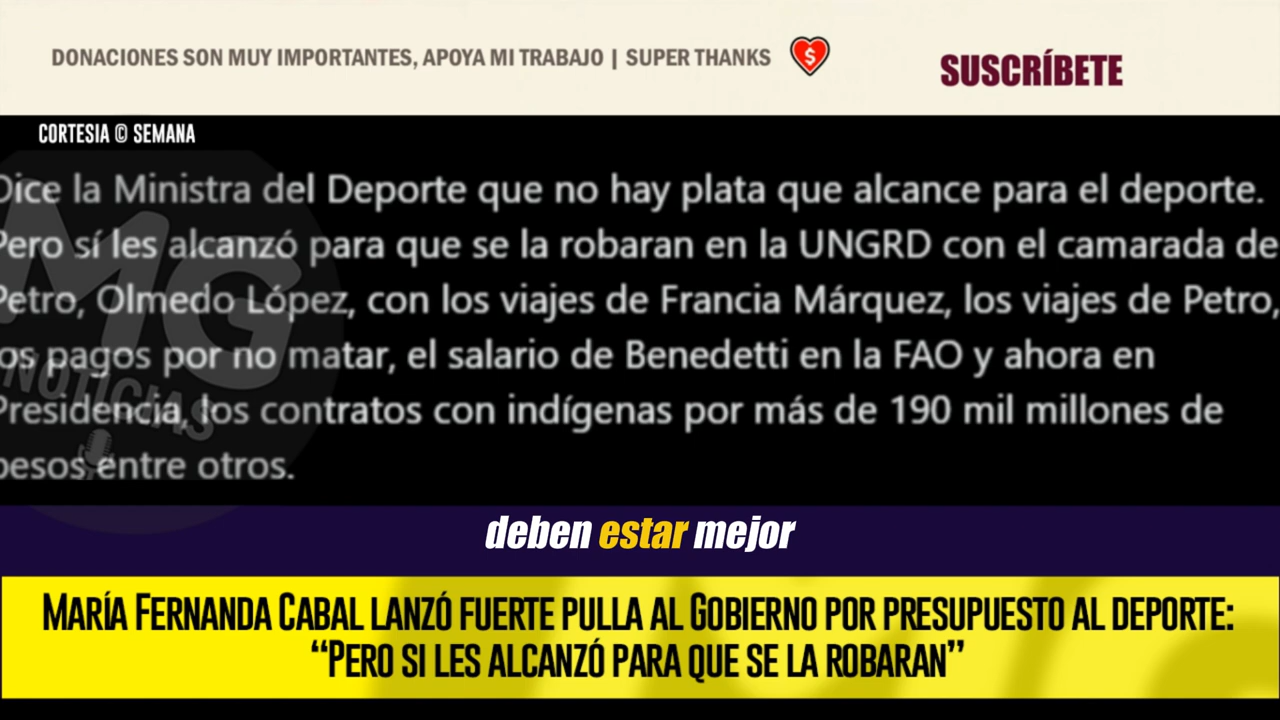 DONACIONES SON MUY IMPORTANTES, APOYA MI TRABAJO | SUPER THANKS $
SUSCRÍBETE
CORTESIA © SEMANA
Dice la Ministra del Deporte que no hay plata que alcance para el deporte.
Pero sí les alcanzó para que se la robaran en la UNGRD con el camarada de
Petro, Olmedo López, con los viajes de Francia Márquez, los viajes de Petro,
los pagos por no matar, el salario de Benedetti en la FAO y ahora en
Presidencia, los contratos con indígenas por más de 190 mil millones de
pesos entre otros.
MG
NOTICIAS
deben estar mejor
MARÍA FERNANDA CABAL LANZÓ FUERTE PULLA AL GOBIERNO POR PRESUPUESTO AL DEPORTE:
“PERO SI LES ALCANZÓ PARA QUE SE LA ROBARAN”